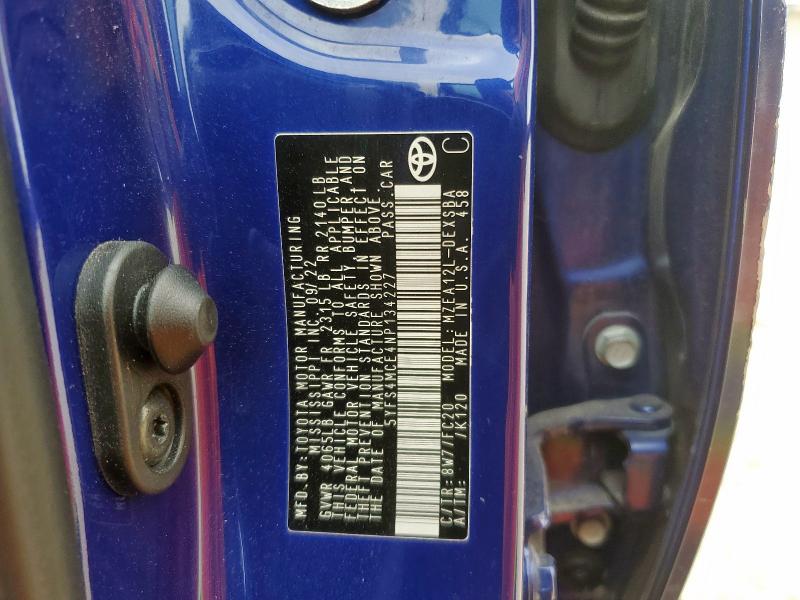 MFD. BY: TOYOTA MOTOR MANUFACTURING
MISSISSIPPI INC. 09/22
GVWR 4065LB GAWR FR 2315 LB RR 2140 LB
THIS VEHICLE CONFORMS TO ALL APPLICABLE
FEDERAL MOTOR VEHICLE SAFETY BUMPER, AND
THEFT PREVENTION STANDARDS IN EFFECT ON
THE DATE OF MANUFACTURE SHOWN ABOVE.
5YFS4MCE4NP134227 PASS.CAR
C/TR: 8W7/FC20 MODEL: MZEA12L-DEXSBA
A/TM: /K120 MADE IN U.S.A. 458
C